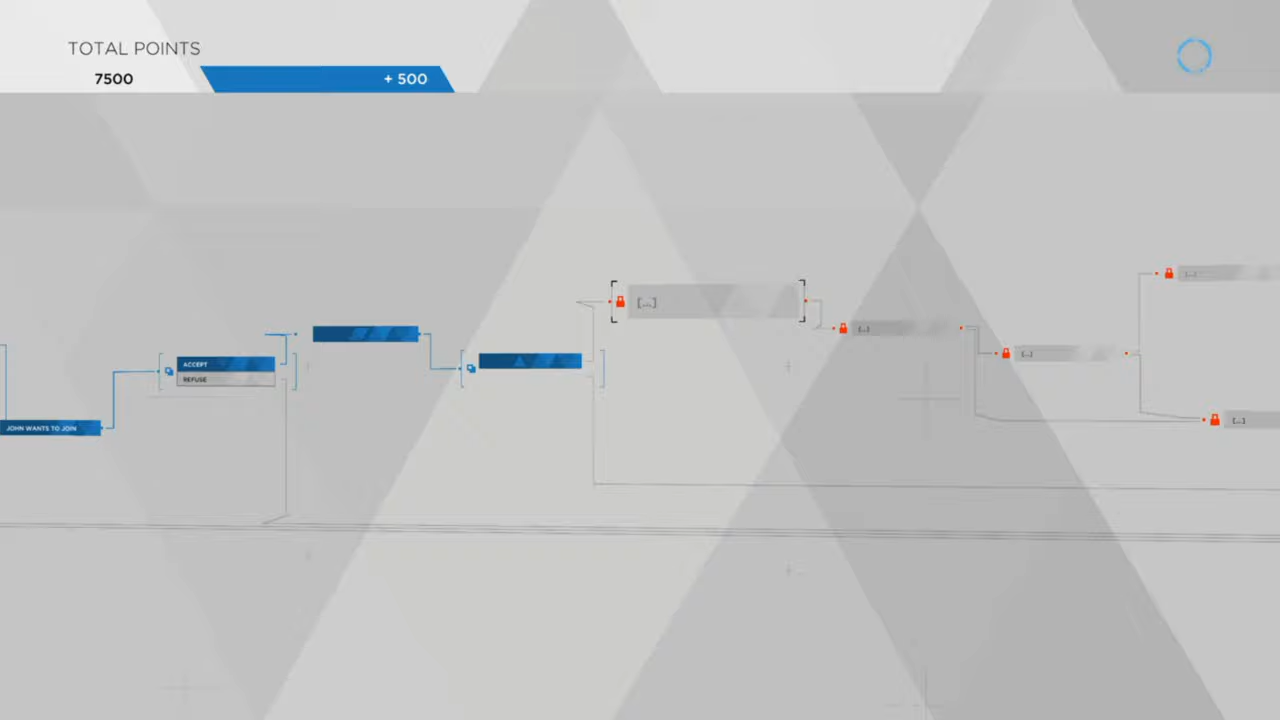 TOTAL POINTS
7500
+ 500
[...]
[...]
[...]
[...]
ACCEPT
REFUSE
[...]
JOHN WANTS TO JOIN